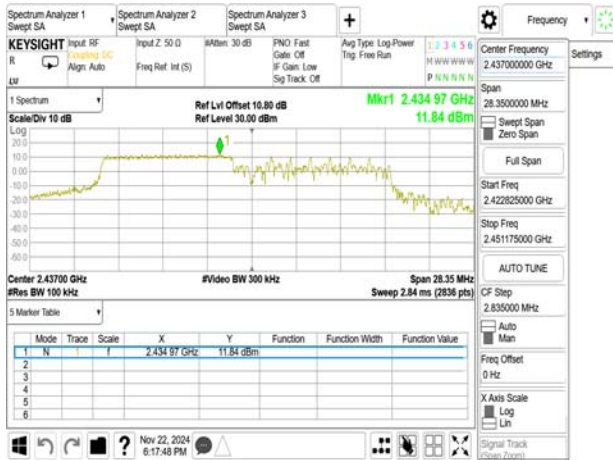 Spectrum Analyzer 1
Swept SA
Spectrum Analyzer 2
Swept SA
Spectrum Analyzer 3
Swept SA
+
Frequency
KEYSIGHT
R
Input: RF
Coupling: DC
Align: Auto
Input Z: 50 Ω
Freq Ref: Int (S)
#Atten: 30 dB
PNO: Fast
Gate: Off
IF Gain: Low
Sig Track: Off
Avg Type: Log-Power
Trig: Free Run
1 2 3 4 5 6
M W W W W W
P N N N N N
1 Spectrum
Scale/Div 10 dB
Ref Lvl Offset 10.80 dB
Ref Level 30.00 dBm
Mkr1 2.434 97 GHz
11.84 dBm
Log
20.0
10.0
0.00
-10.0
-20.0
-30.0
-40.0
-50.0
-60.0
1
Center 2.43700 GHz
#Res BW 100 kHz
#Video BW 300 kHz
Span 28.35 MHz
Sweep 2.84 ms (2836 pts)
5 Marker Table
Mode Trace Scale X Y Function Function Width Function Value
1 N 1 f 2.434 97 GHz 11.84 dBm
2
3
4
5
6
Nov 22, 2024
6:17:48 PM
?
Center Frequency
2.437000000 GHz
Settings
Span
28.3500000 MHz
Swept Span
Zero Span
Full Span
Start Freq
2.422825000 GHz
Stop Freq
2.451175000 GHz
AUTO TUNE
CF Step
2.835000 MHz
Auto
Man
Freq Offset
0 Hz
X Axis Scale
Log
Lin
Signal Track
(Span Zoom)